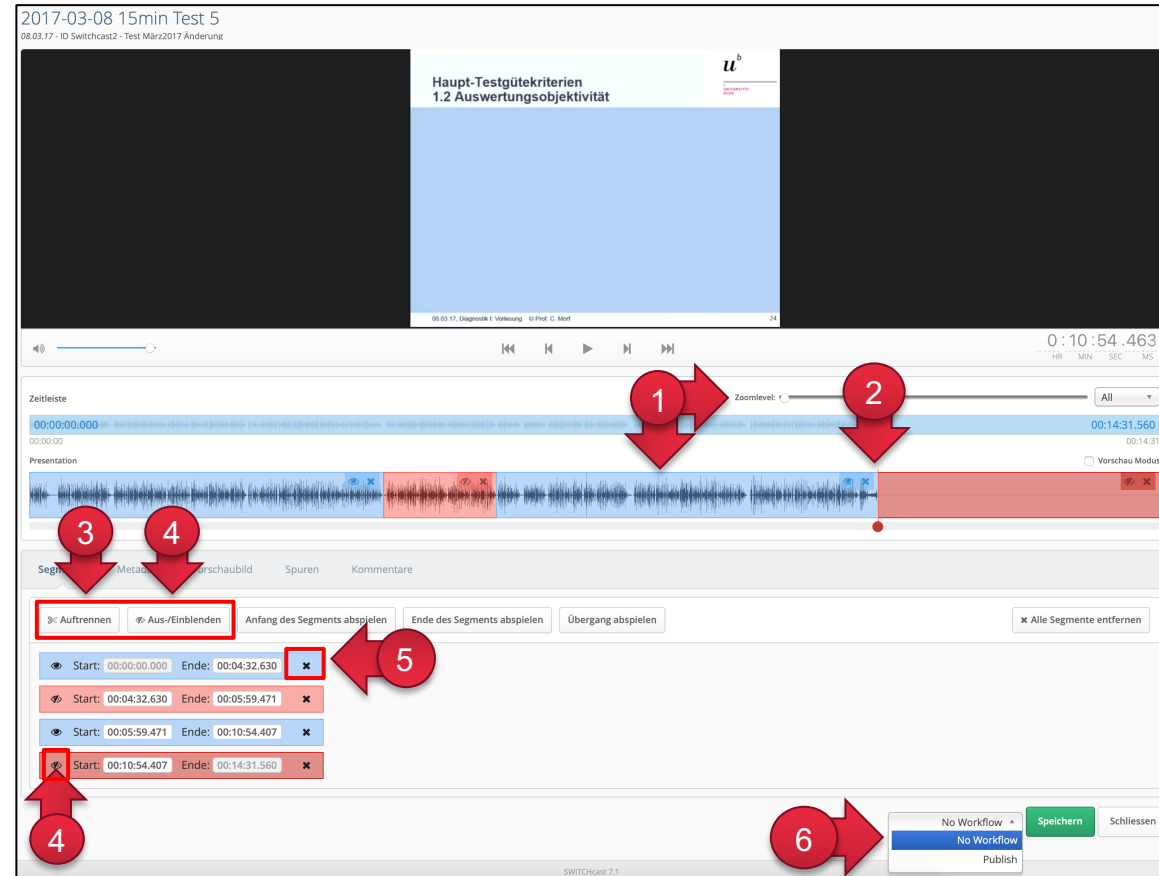 2017-03-08 15min Test 5
08.03.17 - ID Switchcast2 - Test März2017 Änderung
u b
Haupt-Testgütekriterien
1.2 Auswertungsobjektivität
08.03.17, Diagnostik I. Vorlesung © Prof. C. Morf 24
0 : 10 : 54 . 463
HR MIN SEC MS
1
2
Zeitleiste
Zoomlevel:
All
00:00:00.000 00:14:31.560
00:00:00 00:14:31
Presentation
Vorschau Modus
3
4
Spuren Kommentare
Auftrennen
Aus-/Einblenden
Anfang des Segments abspielen
Ende des Segments abspielen
Übergang abspielen
Alle Segmente entfernen
5
Start: 00:00:00.000 Ende: 00:04:32.630
Start: 00:04:32.630 Ende: 00:05:59.471
Start: 00:05:59.471 Ende: 00:10:54.407
Start: 00:10:54.407 Ende: 00:14:31.560
4
6
No Workflow
Speichern
Schliessen
No Workflow
Publish
SWITCHcast 7.1